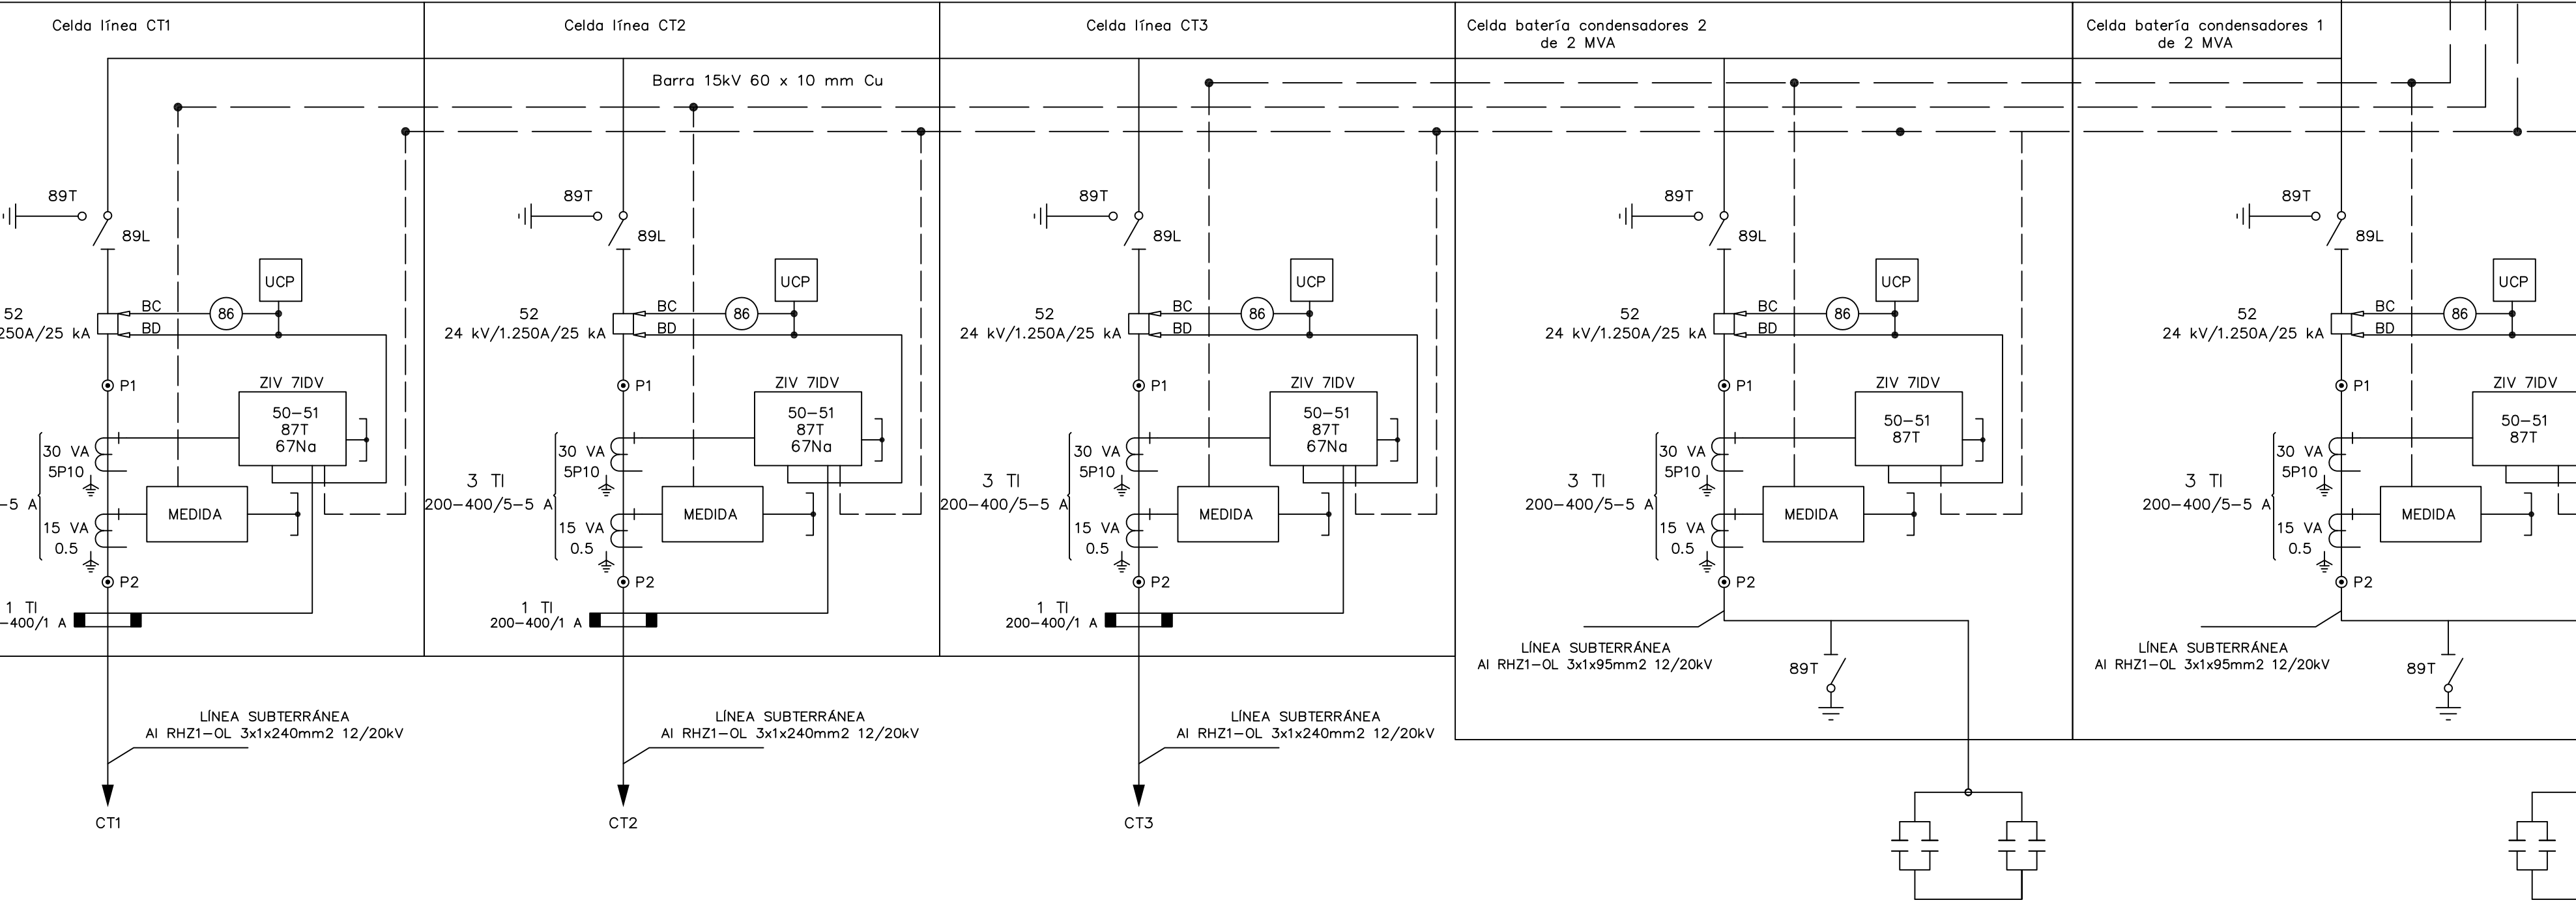 Celda línea CT1
89T
89L
UCP
52
BC
86
250A/25 kA
BD
P1
ZIV 7IDV
50-51
87T
67Na
30 VA
5P10
-5 A
MEDIDA
15 VA
0.5
P2
1 TI
-400/1 A
LÍNEA SUBTERRÁNEA
Al RHZ1-OL 3x1x240mm2 12/20kV
CT1
Celda línea CT2
Barra 15kV 60 x 10 mm Cu
89T
89L
UCP
52
BC
86
24 kV/1.250A/25 kA
BD
P1
ZIV 7IDV
50-51
87T
67Na
30 VA
5P10
3 TI
200-400/5-5 A
MEDIDA
15 VA
0.5
P2
1 TI
200-400/1 A
LÍNEA SUBTERRÁNEA
Al RHZ1-OL 3x1x240mm2 12/20kV
CT2
Celda línea CT3
89T
89L
UCP
52
BC
86
24 kV/1.250A/25 kA
BD
P1
ZIV 7IDV
50-51
87T
67Na
30 VA
5P10
3 TI
200-400/5-5 A
MEDIDA
15 VA
0.5
P2
1 TI
200-400/1 A
LÍNEA SUBTERRÁNEA
Al RHZ1-OL 3x1x240mm2 12/20kV
CT3
Celda batería condensadores 2
de 2 MVA
89T
89L
UCP
52
BC
86
24 kV/1.250A/25 kA
BD
P1
ZIV 7IDV
50-51
87T
30 VA
5P10
3 TI
200-400/5-5 A
MEDIDA
15 VA
0.5
P2
LÍNEA SUBTERRÁNEA
Al RHZ1-OL 3x1x95mm2 12/20kV
89T
Celda batería condensadores 1
de 2 MVA
89T
89L
UCP
52
BC
86
24 kV/1.250A/25 kA
BD
P1
ZIV 7IDV
50-51
87T
30 VA
5P10
3 TI
200-400/5-5 A
MEDIDA
15 VA
0.5
P2
LÍNEA SUBTERRÁNEA
Al RHZ1-OL 3x1x95mm2 12/20kV
89T